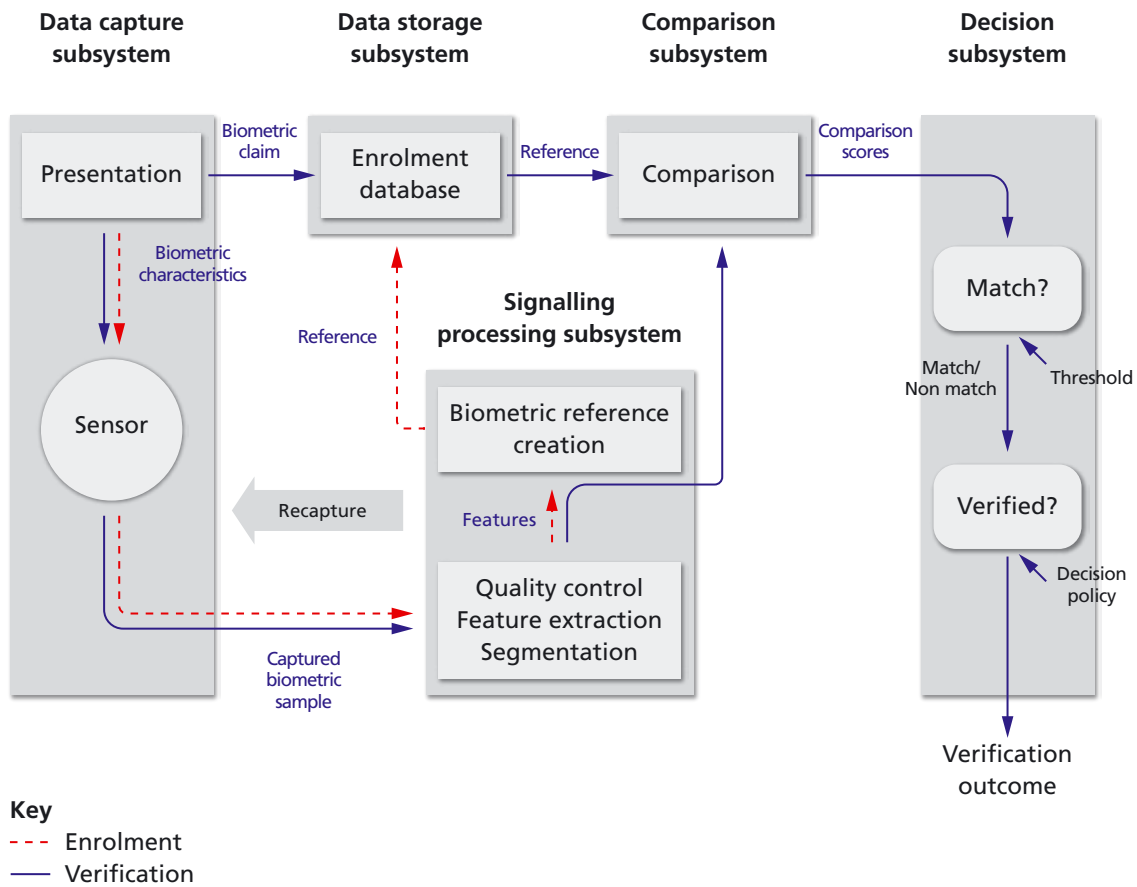 Data capture
subsystem
Data storage
subsystem
Comparison
subsystem
Decision
subsystem
Presentation
Biometric
claim
Enrolment
database
Reference
Comparison
Comparison
scores
Biometric
characteristics
Match?
Signalling
processing subsystem
Reference
Match/
Non match
Threshold
Sensor
Biometric reference
creation
Recapture
Features
Verified?
Quality control
Feature extraction
Segmentation
Decision
policy
Captured
biometric
sample
Verification
outcome
Key
Enrolment
Verification